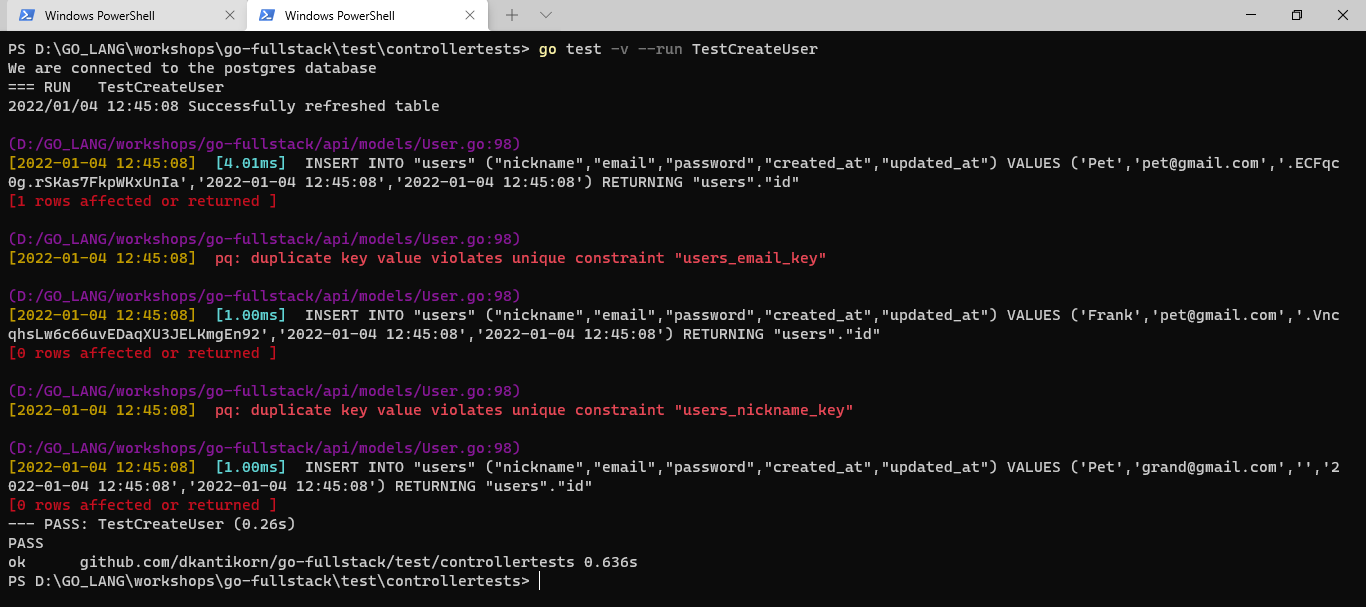 Windows PowerShell
Windows PowerShell
PS D:\GO_LANG\workshops\go-fullstack\test\controllertests> go test -v --run TestCreateUser
We are connected to the postgres database
=== RUN   TestCreateUser
2022/01/04 12:45:08 Successfully refreshed table
(D:/GO_LANG/workshops/go-fullstack/api/models/User.go:98)
[2022-01-04 12:45:08]  [4.01ms]  INSERT INTO "users" ("nickname","email","password","created_at","updated_at") VALUES ('Pet','pet@gmail.com','.ECFqc
0g.rSKas7FkpWKxUnIa','2022-01-04 12:45:08','2022-01-04 12:45:08') RETURNING "users"."id"
[1 rows affected or returned ]
(D:/GO_LANG/workshops/go-fullstack/api/models/User.go:98)
[2022-01-04 12:45:08]  pq: duplicate key value violates unique constraint "users_email_key"
(D:/GO_LANG/workshops/go-fullstack/api/models/User.go:98)
[2022-01-04 12:45:08]  [1.00ms]  INSERT INTO "users" ("nickname","email","password","created_at","updated_at") VALUES ('Frank','pet@gmail.com','.Vnc
qhsLw6c66uvEDaqXU3JELKmgEn92','2022-01-04 12:45:08','2022-01-04 12:45:08') RETURNING "users"."id"
[0 rows affected or returned ]
(D:/GO_LANG/workshops/go-fullstack/api/models/User.go:98)
[2022-01-04 12:45:08]  pq: duplicate key value violates unique constraint "users_nickname_key"
(D:/GO_LANG/workshops/go-fullstack/api/models/User.go:98)
[2022-01-04 12:45:08]  [1.00ms]  INSERT INTO "users" ("nickname","email","password","created_at","updated_at") VALUES ('Pet','grand@gmail.com','','2
022-01-04 12:45:08','2022-01-04 12:45:08') RETURNING "users"."id"
[0 rows affected or returned ]
--- PASS: TestCreateUser (0.26s)
PASS
ok      github.com/dkantikorn/go-fullstack/test/controllertests 0.636s
PS D:\GO_LANG\workshops\go-fullstack\test\controllertests>